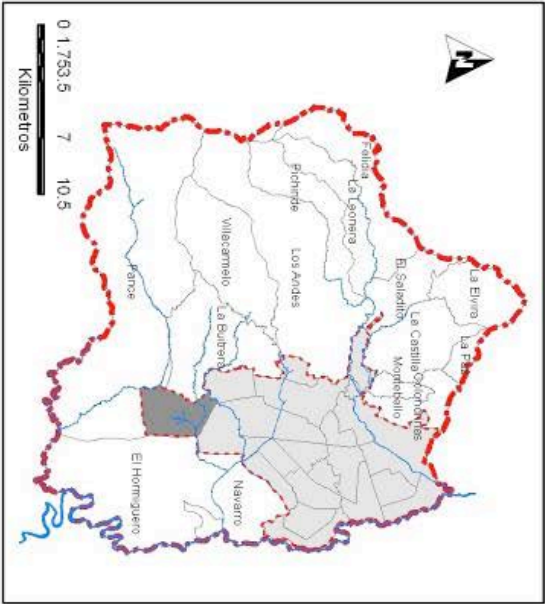 N
0 1.753.5 7 10.5
Kilometros
Felidia
La Leonera
Pichinde
La Elvira
El Saladito
La Castilla
La Paz
Golondrines
Montebello
Los Andes
Villacarmelo
La Buitrera
Pance
El Hormiguero
Navarro